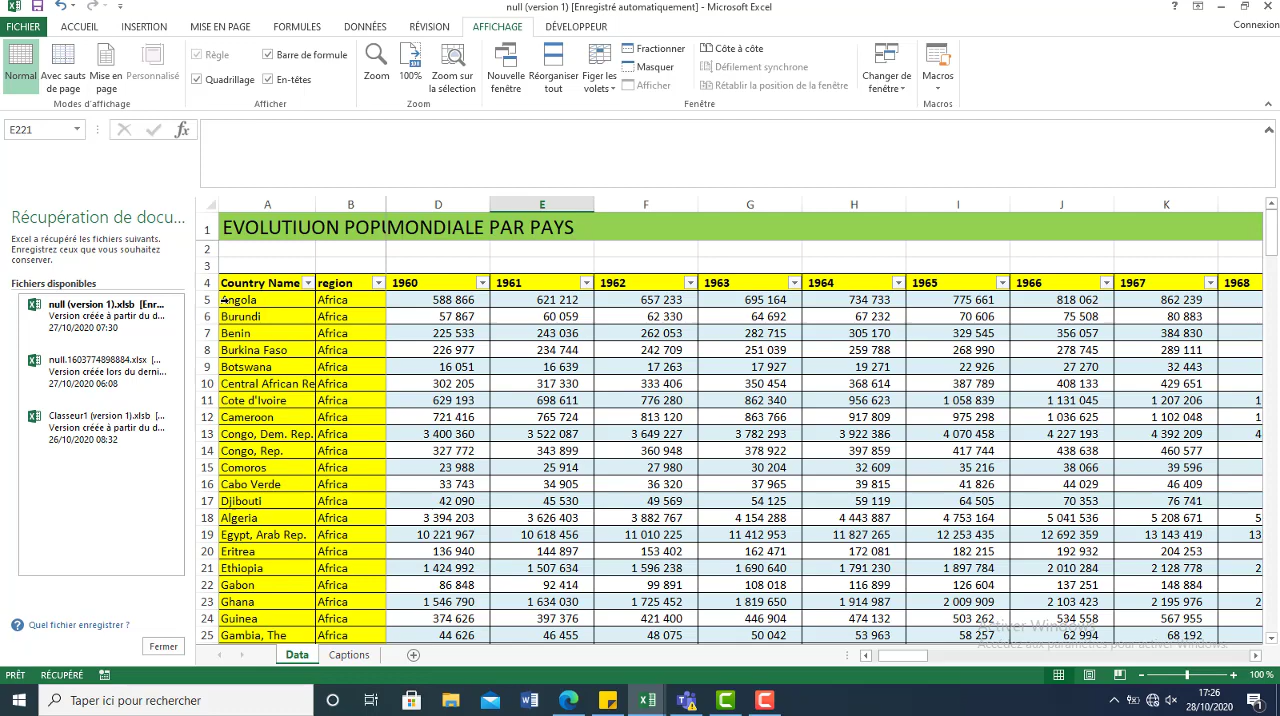 null (version 1) [Enregistré automatiquement] - Microsoft Excel
FICHIER ACCUEIL INSERTION MISE EN PAGE FORMULES DONNÉES RÉVISION AFFICHAGE DÉVELOPPEUR Connexion
Normal Avec sauts de page Mise en page Personnalisé
Modes d'affichage
Règle Barre de formule
Quadrillage En-têtes
Afficher
Zoom 100% Zoom sur la sélection
Zoom
Nouvelle fenêtre Réorganiser tout Figer les volets
Fractionner
Masquer
Afficher
Côte à côte
Défilement synchrone
Rétablir la position de la fenêtre
Changer de fenêtre
Fenêtre
Macros
Macros
E221
Récupération de docu...
Excel a récupéré les fichiers suivants.
Enregistrez ceux que vous souhaitez
conserver.
Fichiers disponibles
null (version 1).xlsb [Enr...
Version créée à partir du d...
27/10/2020 07:30
null.1603774898884.xlsx [...
Version créée lors du derni...
27/10/2020 06:08
Classeur1 (version 1).xlsb [...
Version créée à partir du d...
26/10/2020 08:32
Quel fichier enregistrer ?
Fermer
A B D E F G H I J K
1 EVOLUTIUON POPU MONDIALE PAR PAYS
2
3
4 Country Name region 1960 1961 1962 1963 1964 1965 1966 1967 1968
5 Angola Africa 588 866 621 212 657 233 695 164 734 733 775 661 818 062 862 239
6 Burundi Africa 57 867 60 059 62 330 64 692 67 232 70 606 75 508 80 883
7 Benin Africa 225 533 243 036 262 053 282 715 305 170 329 545 356 057 384 830
8 Burkina Faso Africa 226 977 234 744 242 709 251 039 259 788 268 990 278 745 289 111
9 Botswana Africa 16 051 16 639 17 263 17 927 19 271 22 926 27 270 32 443
10 Central African Re Africa 302 205 317 330 333 406 350 454 368 614 387 789 408 133 429 651
11 Cote d'Ivoire Africa 629 193 698 611 776 280 862 340 956 623 1 058 839 1 131 045 1 207 206 1
12 Cameroon Africa 721 416 765 724 813 120 863 766 917 809 975 298 1 036 625 1 102 048 1
13 Congo, Dem. Rep. Africa 3 400 360 3 522 087 3 649 227 3 782 293 3 922 386 4 070 458 4 227 193 4 392 209 4
14 Congo, Rep. Africa 327 772 343 899 360 948 378 922 397 859 417 744 438 638 460 577
15 Comoros Africa 23 988 25 914 27 980 30 204 32 609 35 216 38 066 39 596
16 Cabo Verde Africa 33 743 34 905 36 320 37 965 39 815 41 826 44 029 46 409
17 Djibouti Africa 42 090 45 530 49 569 54 125 59 119 64 505 70 353 76 741
18 Algeria Africa 3 394 203 3 626 403 3 882 767 4 154 288 4 443 887 4 753 164 5 041 536 5 208 671 5
19 Egypt, Arab Rep. Africa 10 221 967 10 618 456 11 010 225 11 412 953 11 827 265 12 253 435 12 692 359 13 143 419 13
20 Eritrea Africa 136 940 144 897 153 402 162 471 172 081 182 215 192 932 204 253
21 Ethiopia Africa 1 424 992 1 507 634 1 596 238 1 690 640 1 791 230 1 897 784 2 010 284 2 128 778 2
22 Gabon Africa 86 848 92 414 99 891 108 018 116 899 126 604 137 251 148 884
23 Ghana Africa 1 546 790 1 634 030 1 725 452 1 819 650 1 914 987 2 009 909 2 103 423 2 195 976 2
24 Guinea Africa 374 626 397 376 421 400 446 904 474 132 503 262 534 558 567 955
25 Gambia, The Africa 44 626 46 455 48 075 50 042 53 963 58 257 62 994 68 192
Activer Windows
Accédez aux paramètres pour activer Windows.
Data Captions
PRÊT RÉCUPÉRÉ 100 %
Taper ici pour rechercher
17:26
28/10/2020
1